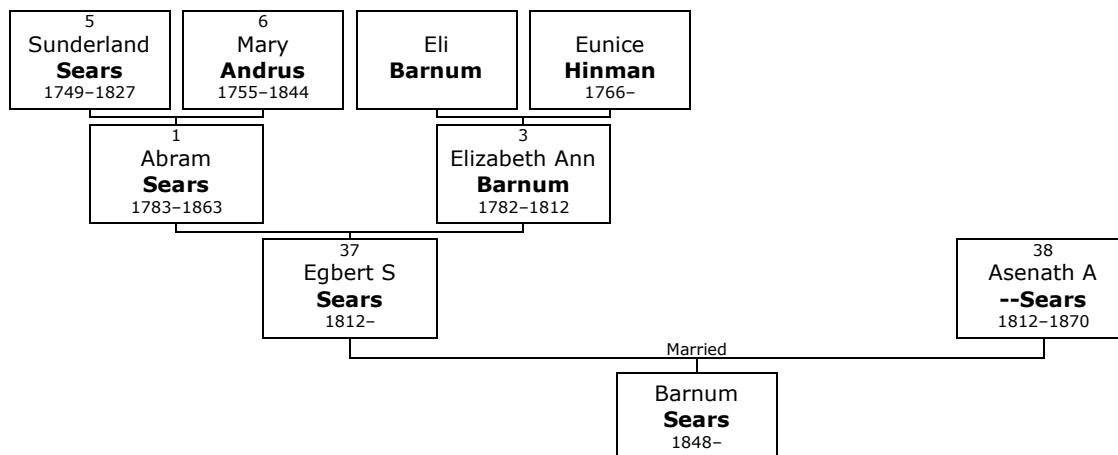 5
Sunderland
Sears
1749–1827
6
Mary
Andrus
1755–1844
Eli
Barnum
Eunice
Hinman
1766–
1
Abram
Sears
1783–1863
3
Elizabeth Ann
Barnum
1782–1812
37
Egbert S
Sears
1812–
38
Asenath A
--Sears
1812–1870
Married
Barnum
Sears
1848–